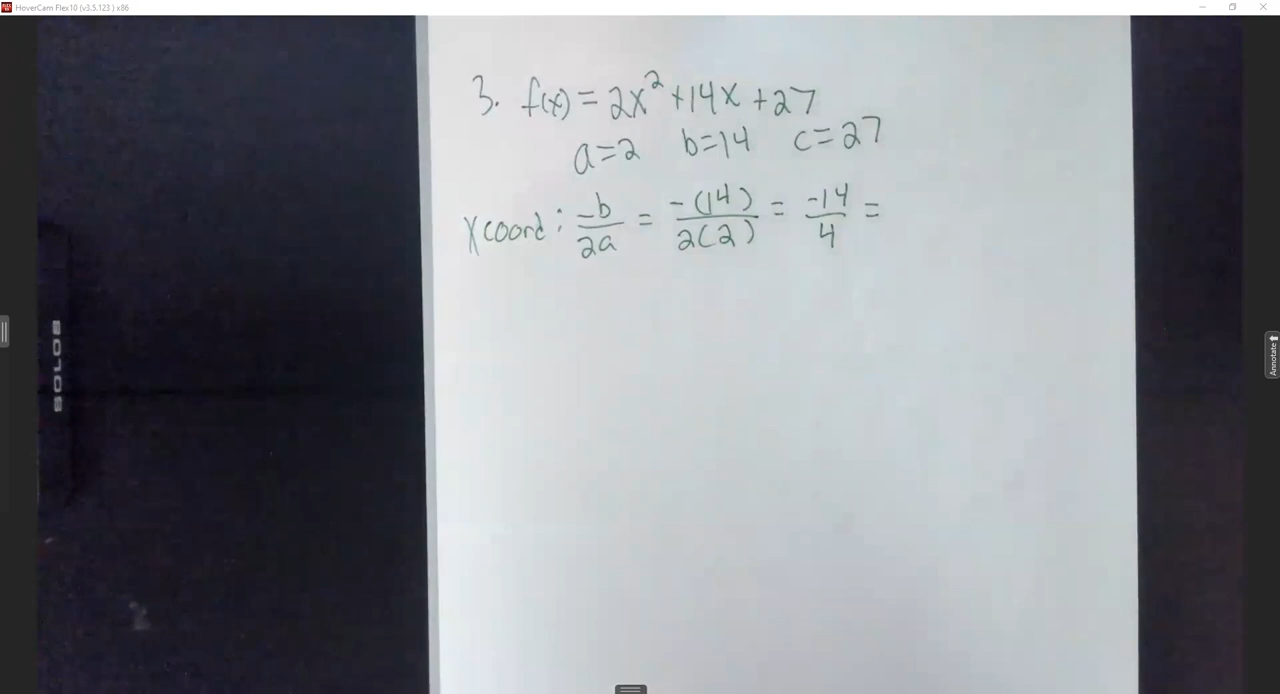 HoverCam Flex10 (v3.5.123 ) x86
3. f(x) = 2x² +14x +27
a=2 b=14 c=27
x coord: -b/2a = -(14)/2(2) = -14/4 =
SOLO8
Annotate